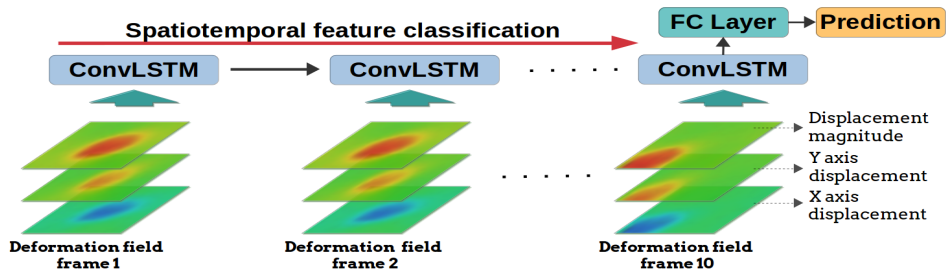 FC Layer
Prediction
Spatiotemporal feature classification
ConvLSTM
ConvLSTM
ConvLSTM
Displacement
magnitude
Y axis
displacement
X axis
displacement
Deformation field
frame 1
Deformation field
frame 2
Deformation field
frame 10